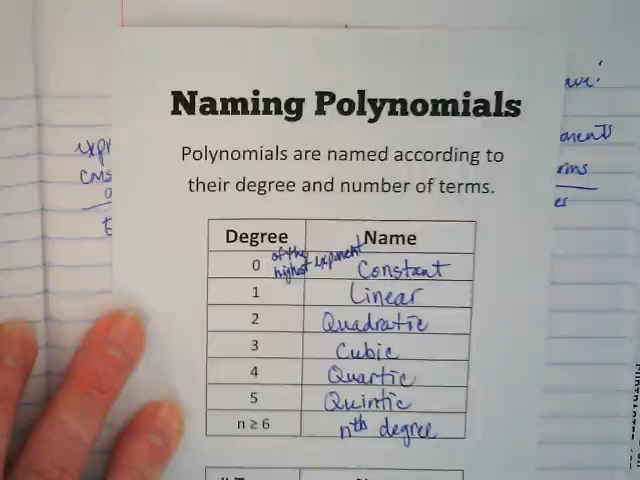 Naming Polynomials
Polynomials are named according to
their degree and number of terms.
Degree Name
of the
highest exponent
0 Constant
1 Linear
2 Quadratic
3 Cubic
4 Quartic
5 Quintic
n ≥ 6 nth degree